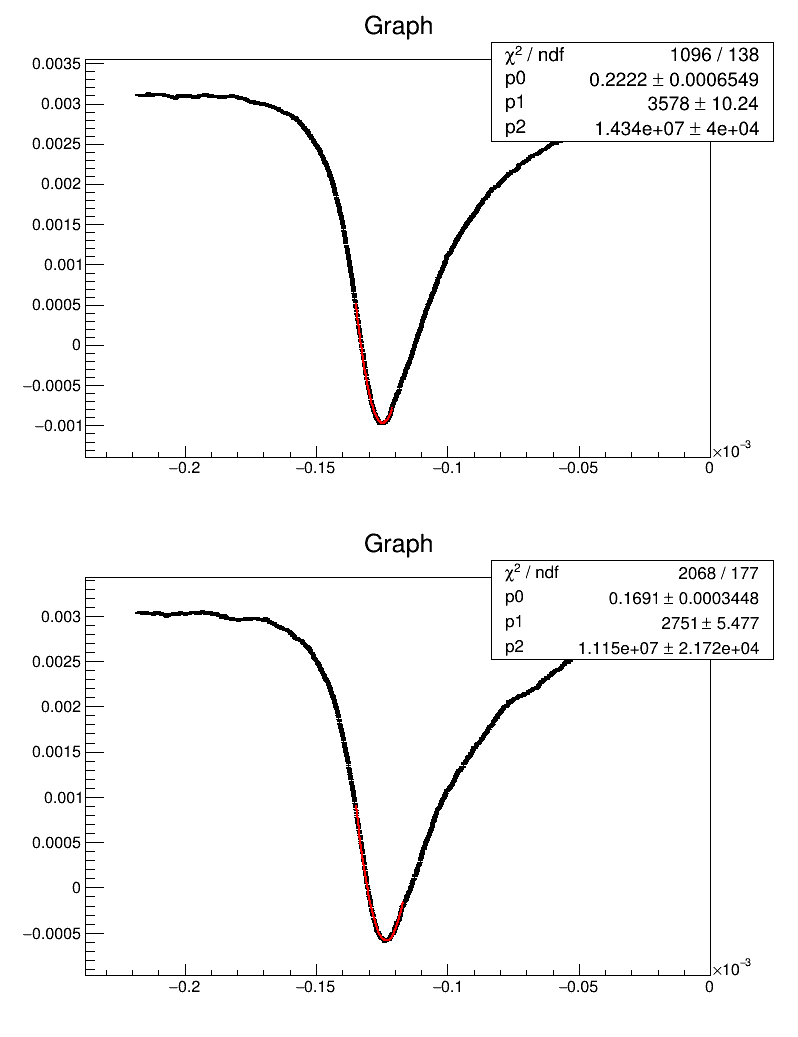 Graph
χ² / ndf 1096 / 138
p0 0.2222 ± 0.0006549
p1 3578 ± 10.24
p2 1.434e+07 ± 4e+04
0.0035
0.003
0.0025
0.002
0.0015
0.001
0.0005
0
−0.0005
−0.001
×10⁻³
−0.2 −0.15 −0.1 −0.05 0
Graph
χ² / ndf 2068 / 177
p0 0.1691 ± 0.0003448
p1 2751 ± 5.477
p2 1.115e+07 ± 2.172e+04
0.003
0.0025
0.002
0.0015
0.001
0.0005
0
−0.0005
×10⁻³
−0.2 −0.15 −0.1 −0.05 0